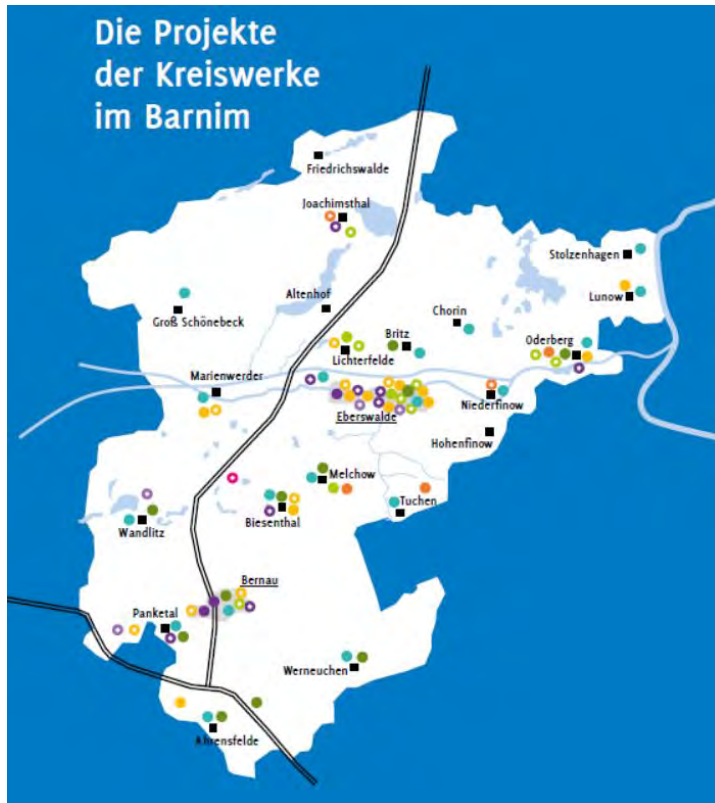 Die Projekte
der Kreiswerke
im Barnim
Friedrichswalde
Joachimsthal
Stolzenhagen
Altenhof
Lunow
Groß Schönebeck
Chorin
Britz
Oderberg
Lichterfelde
Marienwerder
Niederfinow
Eberswalde
Hohenfinow
Melchow
Tuchen
Biesenthal
Wandlitz
Bernau
Panketal
Werneuchen
Ahrensfelde